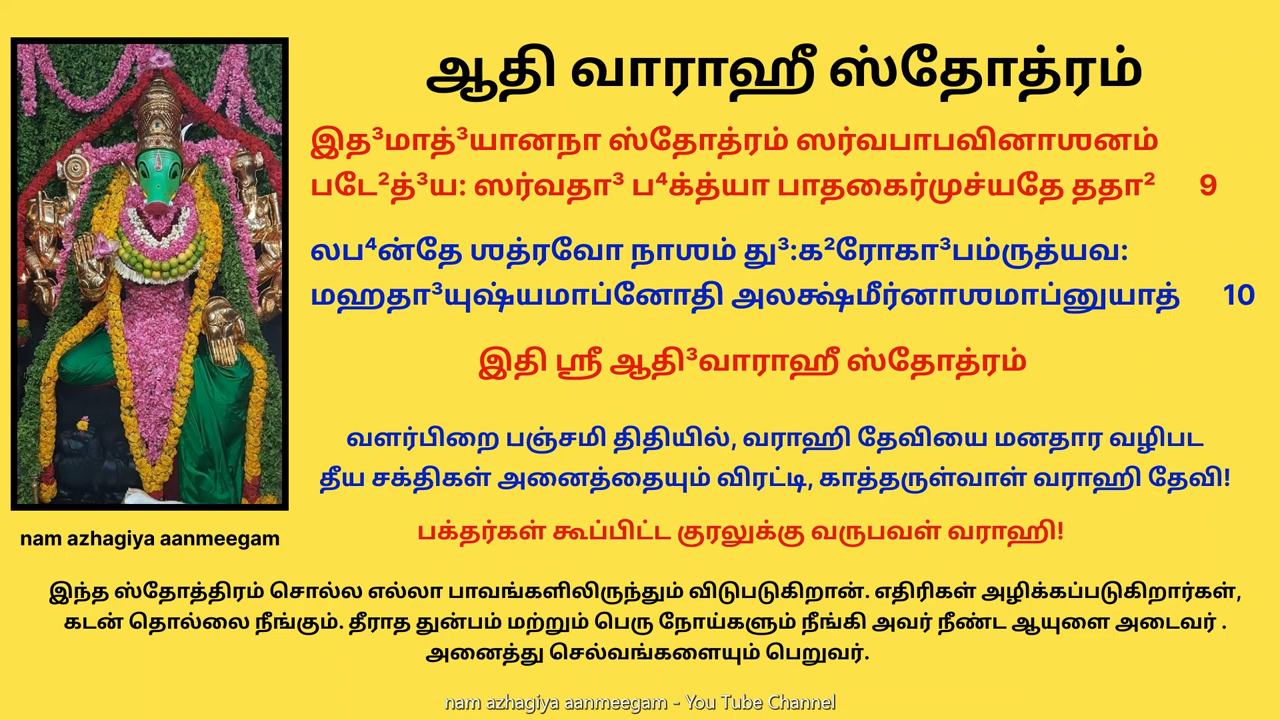 ஆதி வாராஹீ ஸ்தோத்ரம்
இத³மாத்³யானநா ஸ்தோத்ரம் ஸர்வபாபவினாஶனம்
படே²த்³ய: ஸர்வதா³ ப⁴க்த்யா பாதகைர்முச்யதே ததா² 9
லப⁴ன்தே ஶத்ரவோ நாஶம் து³:க²ரோகா³பம்ருத்யவ:
மஹதா³யுஷ்யமாப்னோதி அலக்ஷ்மீர்னாஶமாப்னுயாத் 10
இதி ஸ்ரீ ஆதி³வாராஹீ ஸ்தோத்ரம்
வளர்பிறை பஞ்சமி திதியில், வராஹி தேவியை மனதார வழிபட
தீய சக்திகள் அனைத்தையும் விரட்டி, காத்தருள்வாள் வராஹி தேவி!
பக்தர்கள் கூப்பிட்ட குரலுக்கு வருபவள் வராஹி!
nam azhagiya aanmeegam
இந்த ஸ்தோத்திரம் சொல்ல எல்லா பாவங்களிலிருந்தும் விடுபடுகிறான். எதிரிகள் அழிக்கப்படுகிறார்கள்,
கடன் தொல்லை நீங்கும். தீராத துன்பம் மற்றும் பெரு நோய்களும் நீங்கி அவர் நீண்ட ஆயுளை அடைவர் .
அனைத்து செல்வங்களையும் பெறுவர்.
nam azhagiya aanmeegam - You Tube Channel